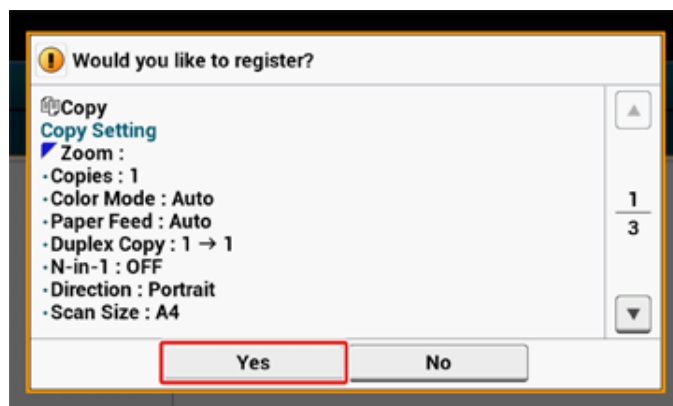 Would you like to register?
Copy
Copy Setting
Zoom :
·Copies : 1
·Color Mode : Auto
·Paper Feed : Auto
·Duplex Copy : 1 → 1
·N-in-1 : OFF
·Direction : Portrait
·Scan Size : A4
1
3
Yes No